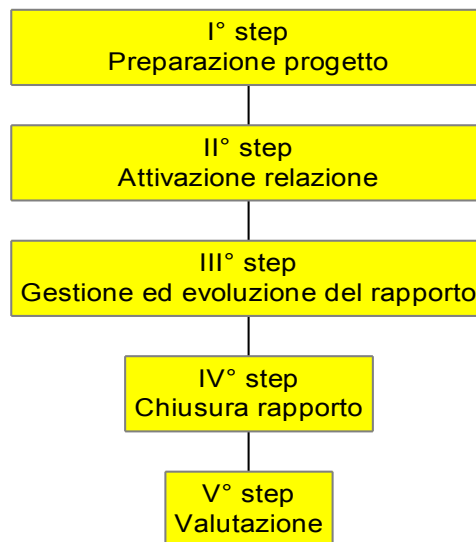 I° step
Preparazione progetto
II° step
Attivazione relazione
III° step
Gestione ed evoluzione del rapporto
IV° step
Chiusura rapporto
V° step
Valutazione